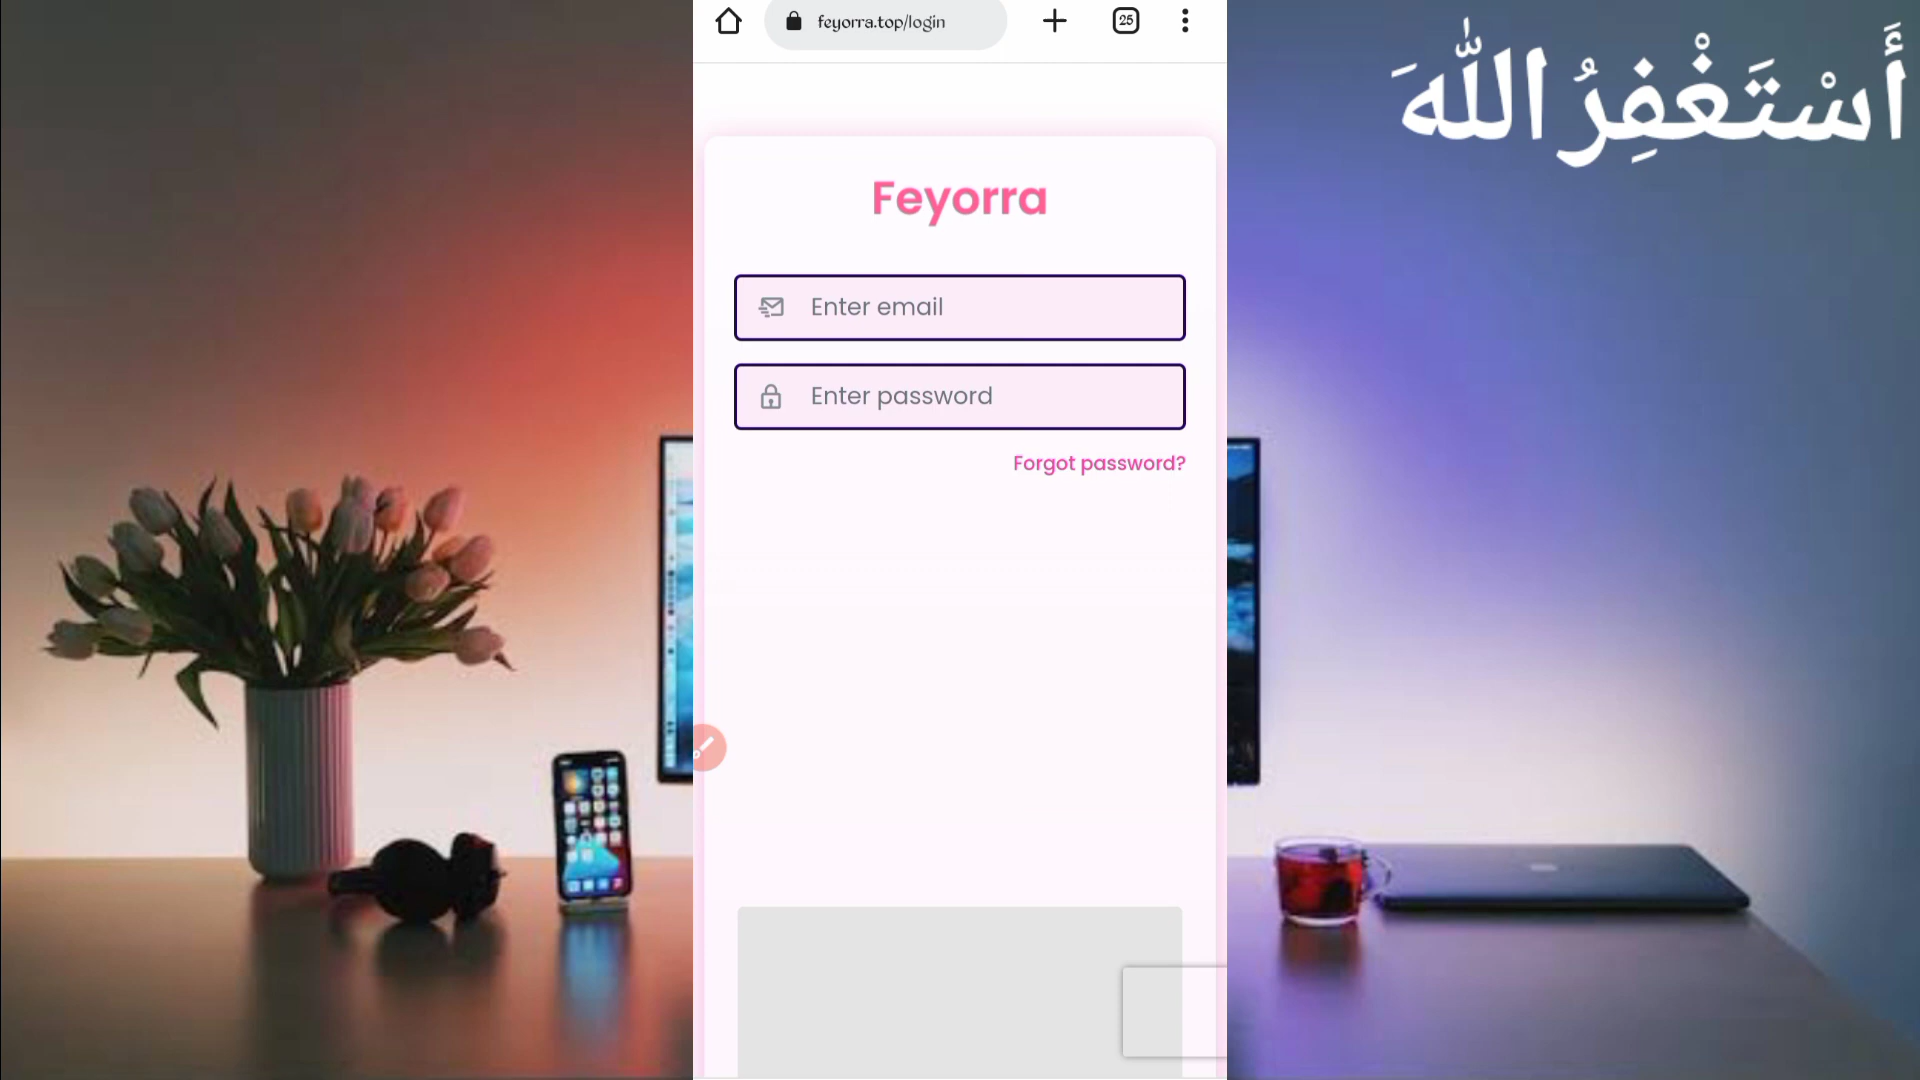 feyorra.top/login
25
أَسْتَغْفِرُ اللّٰهَ
Feyorra
Enter email
Enter password
Forgot password?